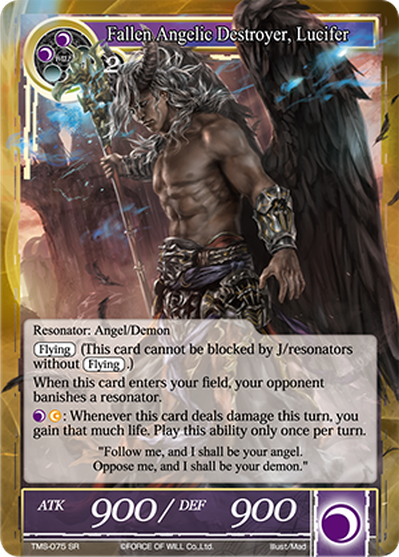 Fallen Angelic Destroyer, Lucifer
WILL
2
Resonator: Angel/Demon
Flying (This card cannot be blocked by J/resonators
without Flying.)
When this card enters your field, your opponent
banishes a resonator.
: Whenever this card deals damage this turn, you
gain that much life. Play this ability only once per turn.
"Follow me, and I shall be your angel.
Oppose me, and I shall be your demon."
ATK 900 / DEF 900
TMS-075 SR ©FORCE OF WILL Co.,Ltd. Illust/Mad